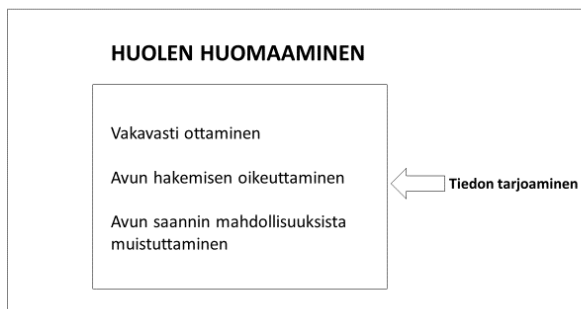 HUOLEN HUOMAAMINEN
Vakavasti ottaminen
Avun hakemisen oikeuttaminen
Tiedon tarjoaminen
Avun saannin mahdollisuuksista
muistuttaminen